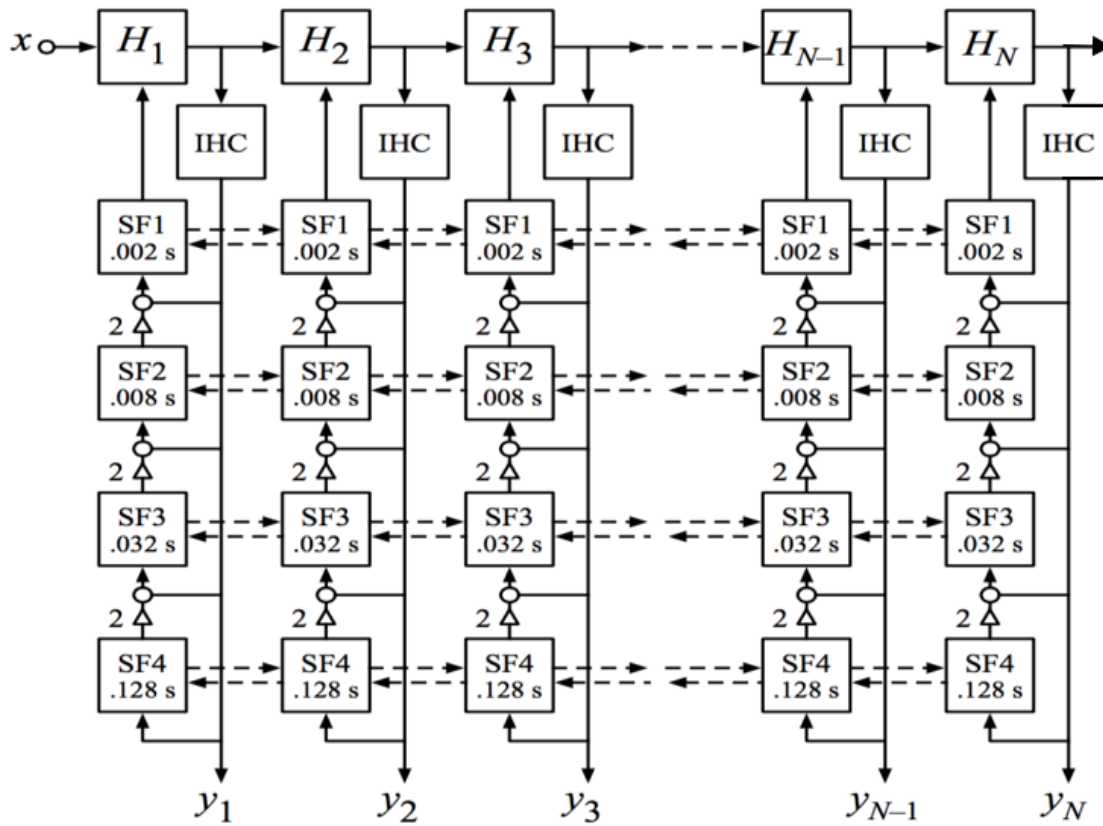 x H₁ H₂ H₃ Hₙ₋₁ Hₙ
IHC IHC IHC IHC IHC
SF1 SF1 SF1 SF1 SF1
.002 s .002 s .002 s .002 s .002 s
2 2 2 2 2
SF2 SF2 SF2 SF2 SF2
.008 s .008 s .008 s .008 s .008 s
2 2 2 2 2
SF3 SF3 SF3 SF3 SF3
.032 s .032 s .032 s .032 s .032 s
2 2 2 2 2
SF4 SF4 SF4 SF4 SF4
.128 s .128 s .128 s .128 s .128 s
y₁ y₂ y₃ yₙ₋₁ yₙ